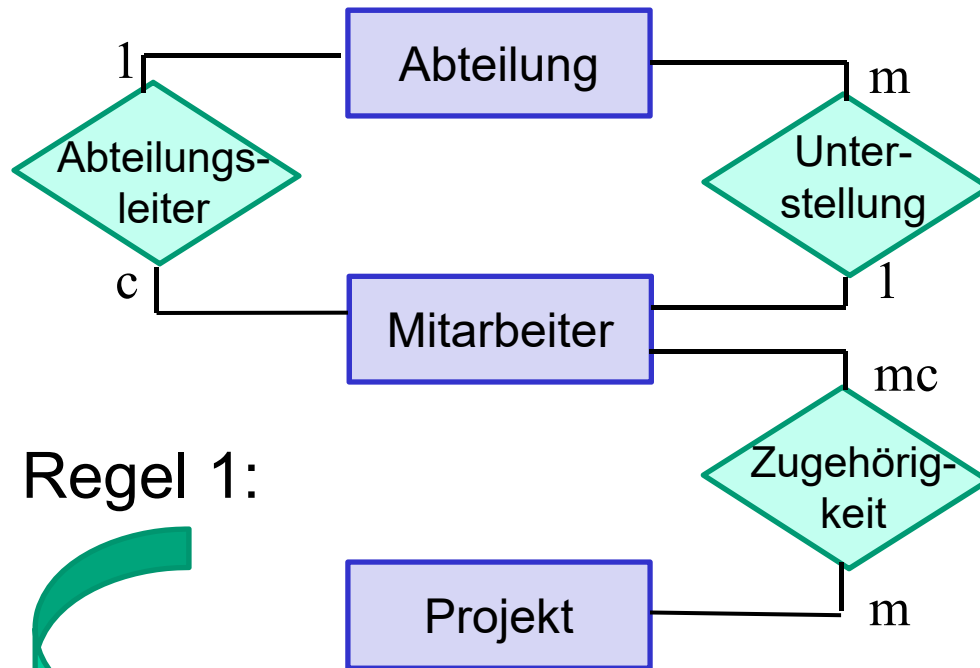 1
Abteilung
m
Abteilungs-
leiter
Unter-
stellung
c
Mitarbeiter
1
mc
Regel 1:
Zugehörig-
keit
Projekt
m